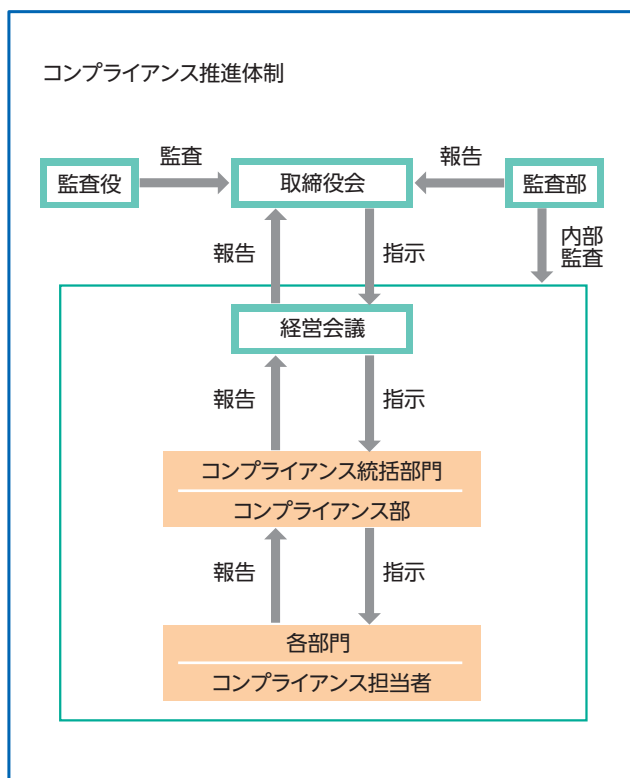 コンプライアンス推進体制
監査
報告
監査役
取締役会
監査部
報告
指示
内部
監査
経営会議
報告
指示
コンプライアンス統括部門
コンプライアンス部
報告
指示
各部門
コンプライアンス担当者